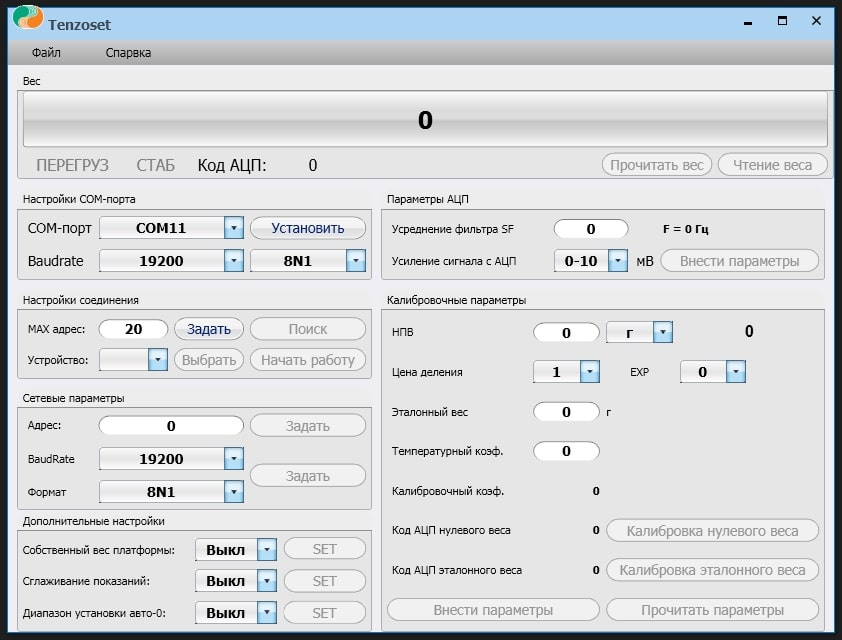 Tenzoset
Файл Спарвка
Вес
0
ПЕРЕГРУЗ СТАБ Код АЦП: 0 Прочитать вес Чтение веса
Настройки COM-порта
COM-порт COM11 Установить
Baudrate 19200 8N1
Настройки соединения
MAX адрес: 20 Задать Поиск
Устройство: Выбрать Начать работу
Сетевые параметры
Адрес: 0 Задать
BaudRate 19200
Задать
Формат 8N1
Дополнительные настройки
Собственный вес платформы: Выкл SET
Сглаживание показаний: Выкл SET
Диапазон установки авто-0: Выкл SET
Параметры АЦП
Усреднение фильтра SF 0 F = 0 Гц
Усиление сигнала с АЦП 0-10 мВ Внести параметры
Калибровочные параметры
НПВ 0 г 0
Цена деления 1 EXP 0
Эталонный вес 0 г
Температурный коэф. 0
Калибровочный коэф. 0
Код АЦП нулевого веса 0 Калибровка нулевого веса
Код АЦП эталонного веса 0 Калибровка эталонного веса
Внести параметры Прочитать параметры